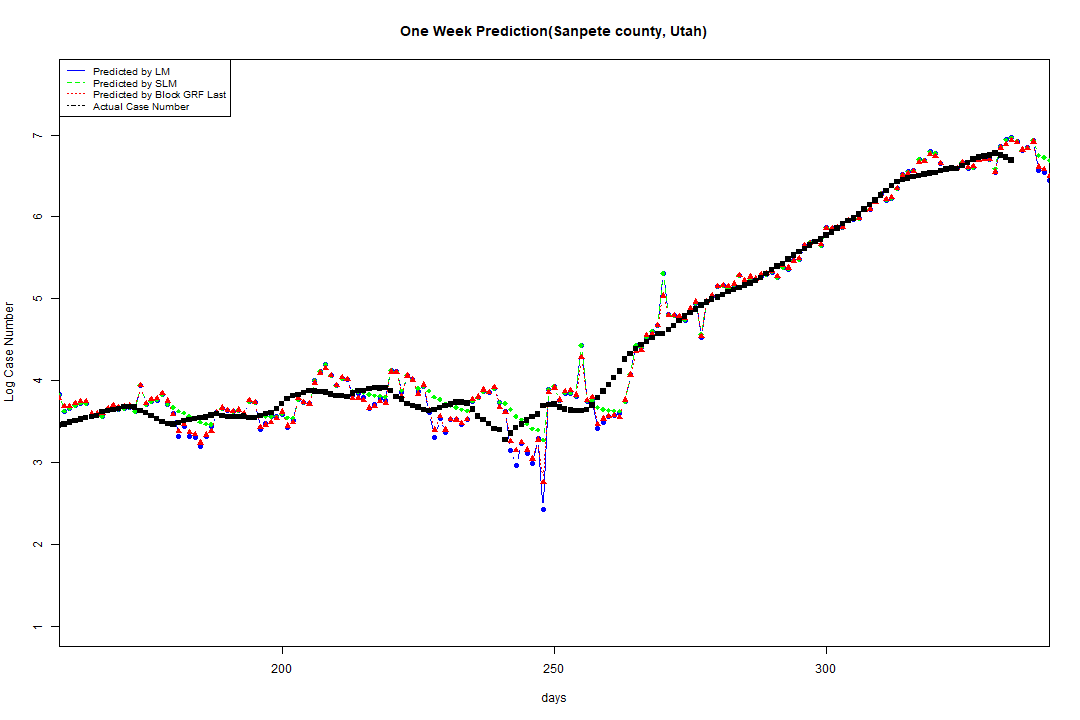 One Week Prediction(Sanpete county, Utah)
Predicted by LM
Predicted by SLM
Predicted by Block GRF Last
Actual Case Number
7
6
5
4
3
2
1
Log Case Number
200
250
300
days